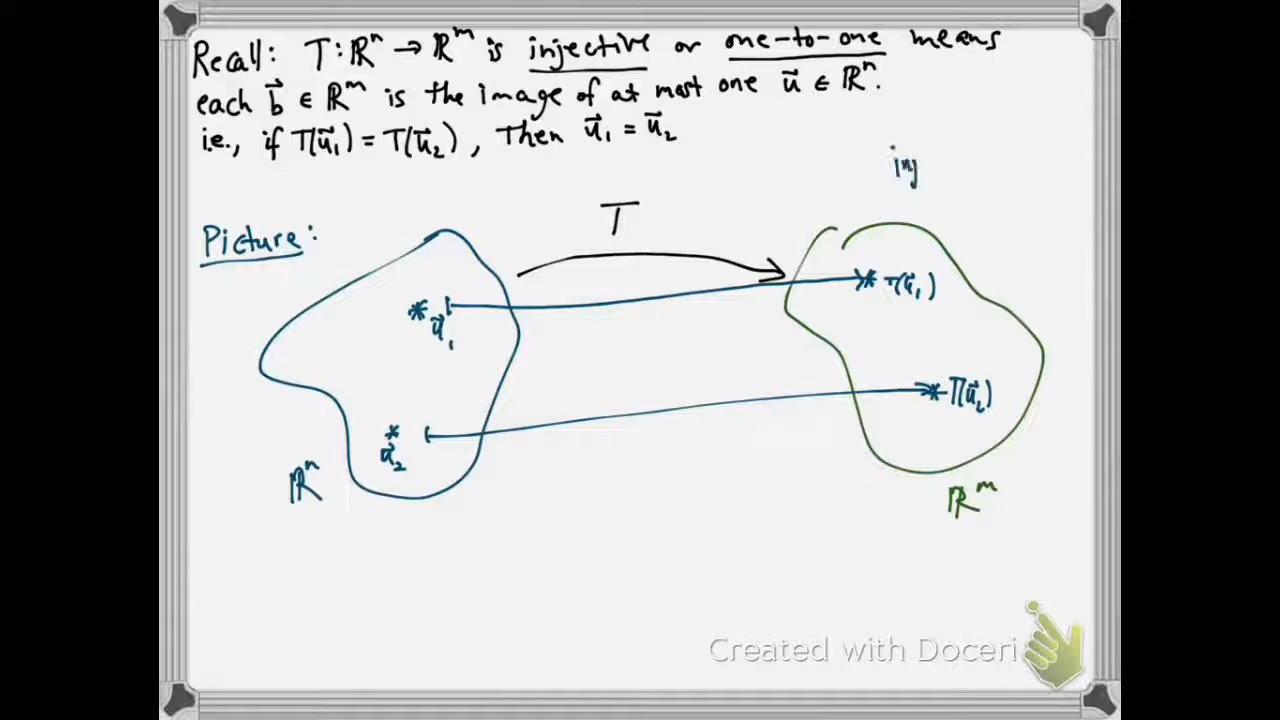 Recall: T: ℝⁿ → ℝᵐ is injective or one-to-one means
each b⃗ ∈ ℝᵐ is the image of at most one u⃗ ∈ ℝⁿ.
i.e., if T(u⃗₁) = T(u⃗₂), then u⃗₁ = u⃗₂
inj
T
Picture:
u⃗₁
T(u⃗₁)
u⃗₂
T(u⃗₂)
ℝⁿ
ℝᵐ
Created with Doceri